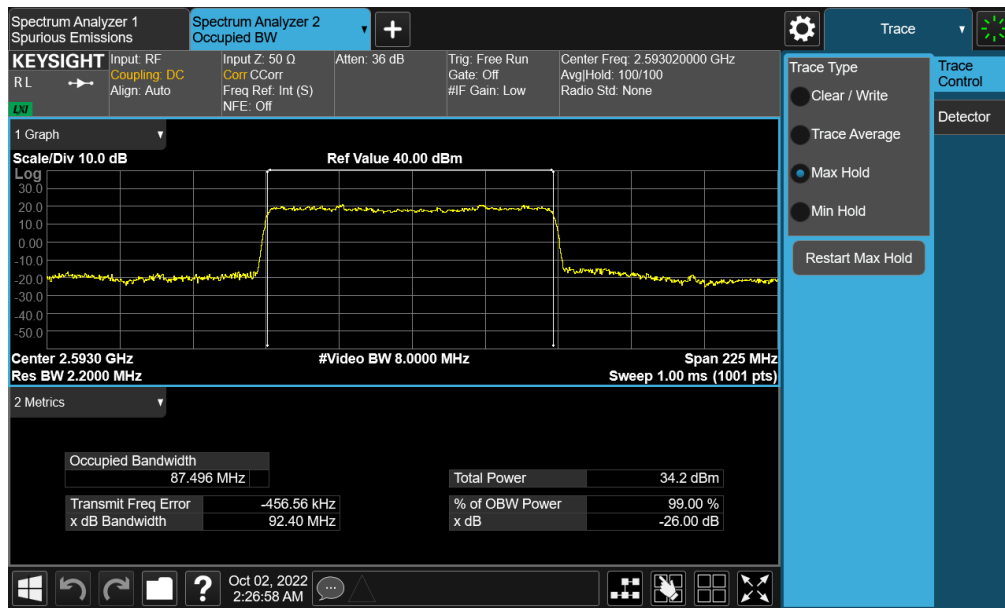 Spectrum Analyzer 1
Spurious Emissions
Spectrum Analyzer 2
Occupied BW
Trace
KEYSIGHT
R L
LXI
Input: RF
Coupling: DC
Align: Auto
Input Z: 50 Ω
Corr CCorr
Freq Ref: Int (S)
NFE: Off
Atten: 36 dB
Trig: Free Run
Gate: Off
#IF Gain: Low
Center Freq: 2.593020000 GHz
Avg|Hold: 100/100
Radio Std: None
Trace Type
Clear / Write
Trace Average
Max Hold
Min Hold
Restart Max Hold
Trace
Control
Detector
1 Graph
Scale/Div 10.0 dB
Ref Value 40.00 dBm
Log
30.0
20.0
10.0
0.00
-10.0
-20.0
-30.0
-40.0
-50.0
Center 2.5930 GHz
#Video BW 8.0000 MHz
Span 225 MHz
Res BW 2.2000 MHz
Sweep 1.00 ms (1001 pts)
2 Metrics
Occupied Bandwidth
87.496 MHz
Total Power 34.2 dBm
Transmit Freq Error -456.56 kHz
% of OBW Power 99.00 %
x dB Bandwidth 92.40 MHz
x dB -26.00 dB
?
Oct 02, 2022
2:26:58 AM